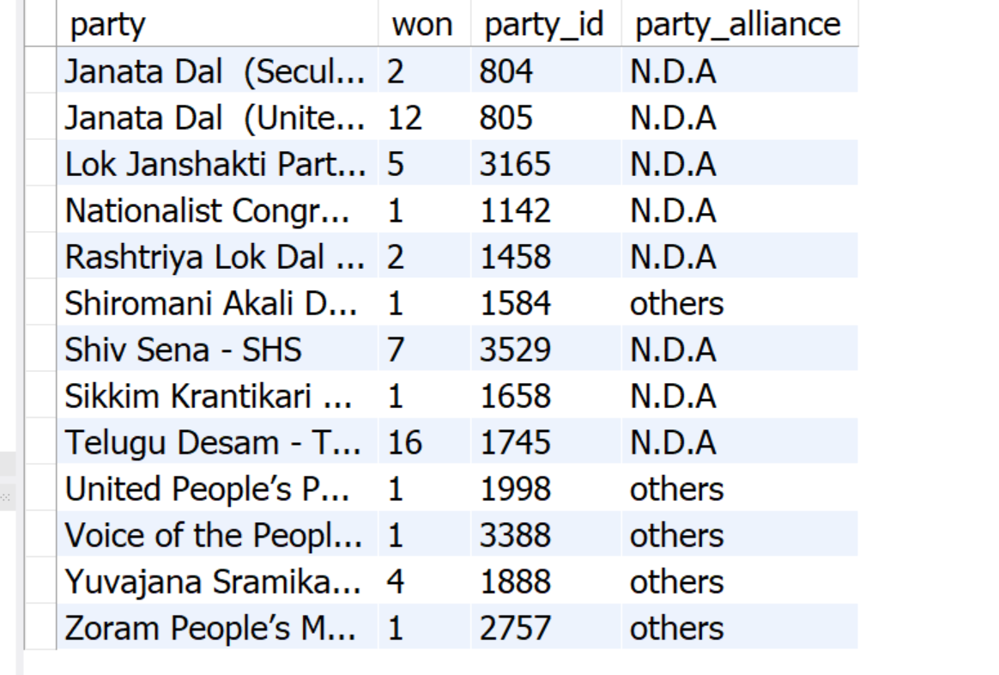 party won party_id party_alliance
Janata Dal  (Secul... 2 804 N.D.A
Janata Dal  (Unite... 12 805 N.D.A
Lok Janshakti Part... 5 3165 N.D.A
Nationalist Congr... 1 1142 N.D.A
Rashtriya Lok Dal ... 2 1458 N.D.A
Shiromani Akali D... 1 1584 others
Shiv Sena - SHS 7 3529 N.D.A
Sikkim Krantikari ... 1 1658 N.D.A
Telugu Desam - T... 16 1745 N.D.A
United People’s P... 1 1998 others
Voice of the Peopl... 1 3388 others
Yuvajana Sramika... 4 1888 others
Zoram People’s M... 1 2757 others